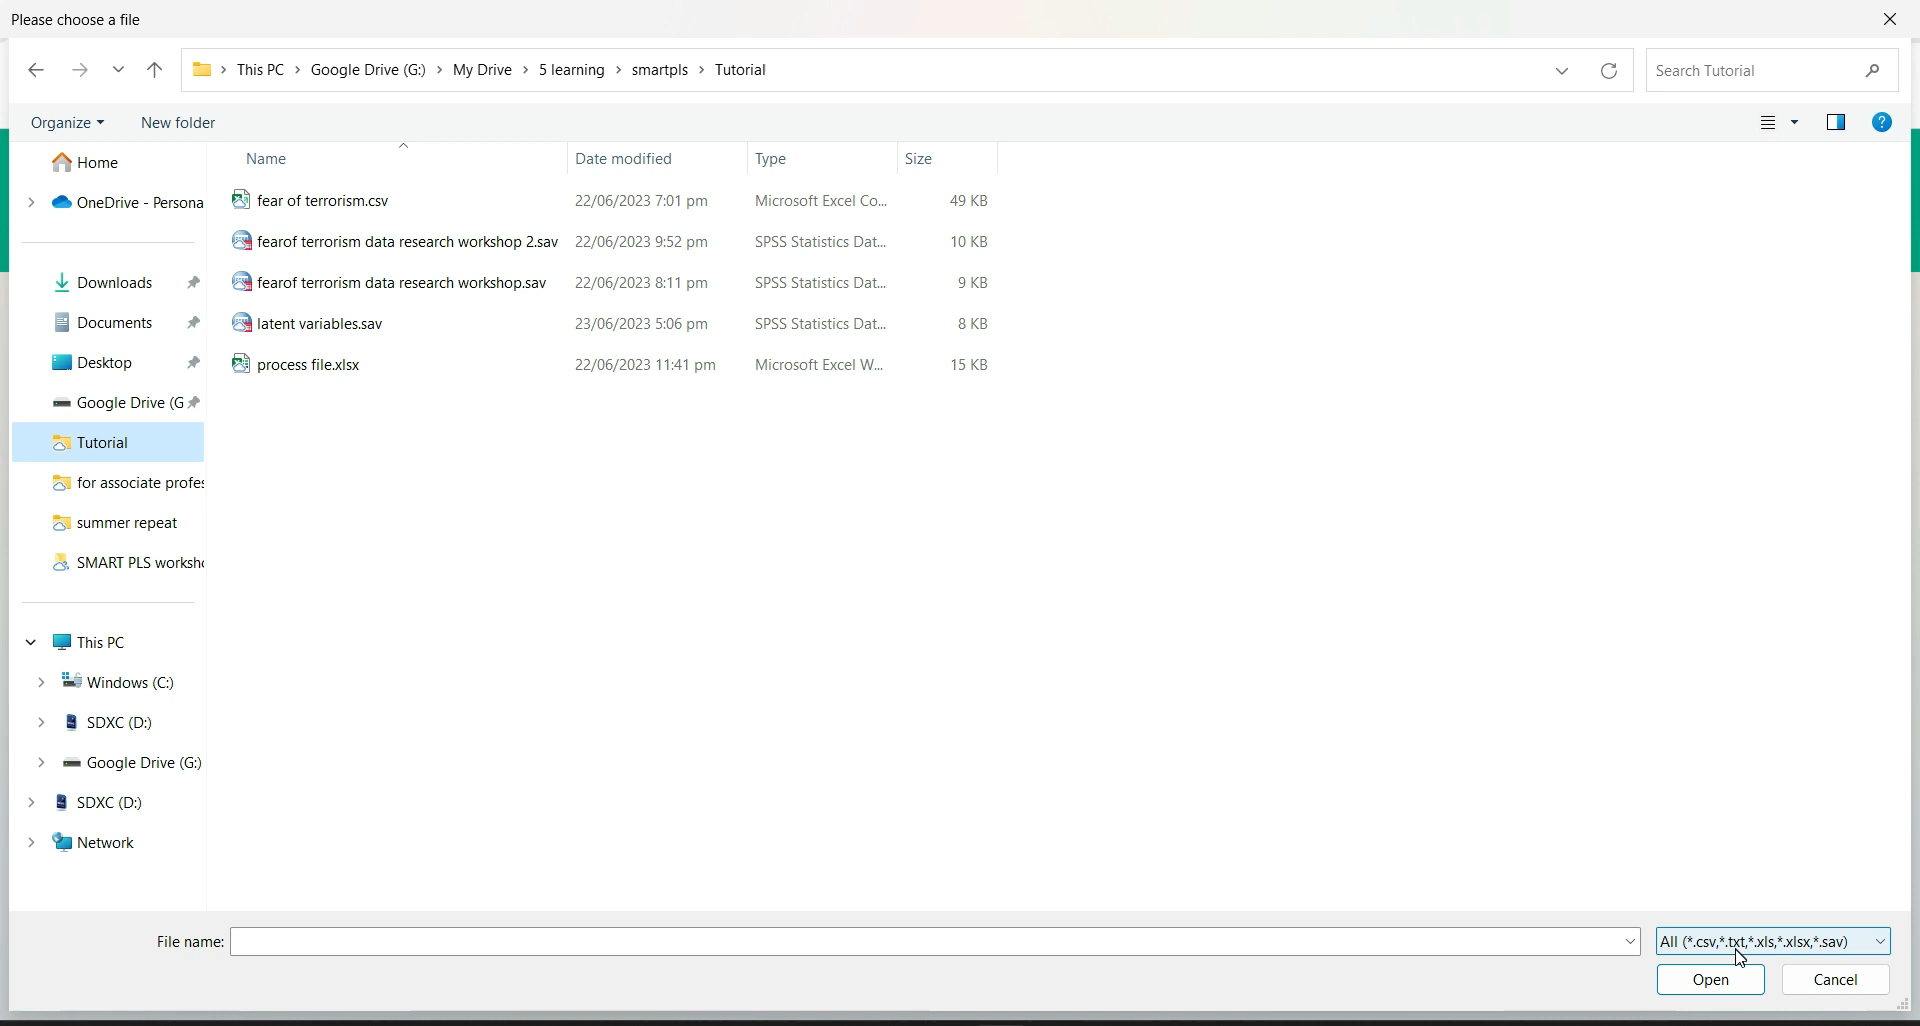 Please choose a file
This PC > Google Drive (G:) > My Drive > 5 learning > smartpls > Tutorial
Search Tutorial
Organize
New folder
Home
OneDrive - Persona
Downloads
Documents
Desktop
Google Drive (G
Tutorial
for associate profes
summer repeat
SMART PLS worksho
This PC
Windows (C:)
SDXC (D:)
Google Drive (G:)
SDXC (D:)
Network
Name Date modified Type Size
fear of terrorism.csv 22/06/2023 7:01 pm Microsoft Excel Co... 49 KB
fearof terrorism data research workshop 2.sav 22/06/2023 9:52 pm SPSS Statistics Dat... 10 KB
fearof terrorism data research workshop.sav 22/06/2023 8:11 pm SPSS Statistics Dat... 9 KB
latent variables.sav 23/06/2023 5:06 pm SPSS Statistics Dat... 8 KB
process file.xlsx 22/06/2023 11:41 pm Microsoft Excel W... 15 KB
File name:
All (*.csv,*.txt,*.xls,*.xlsx,*.sav)
Open
Cancel